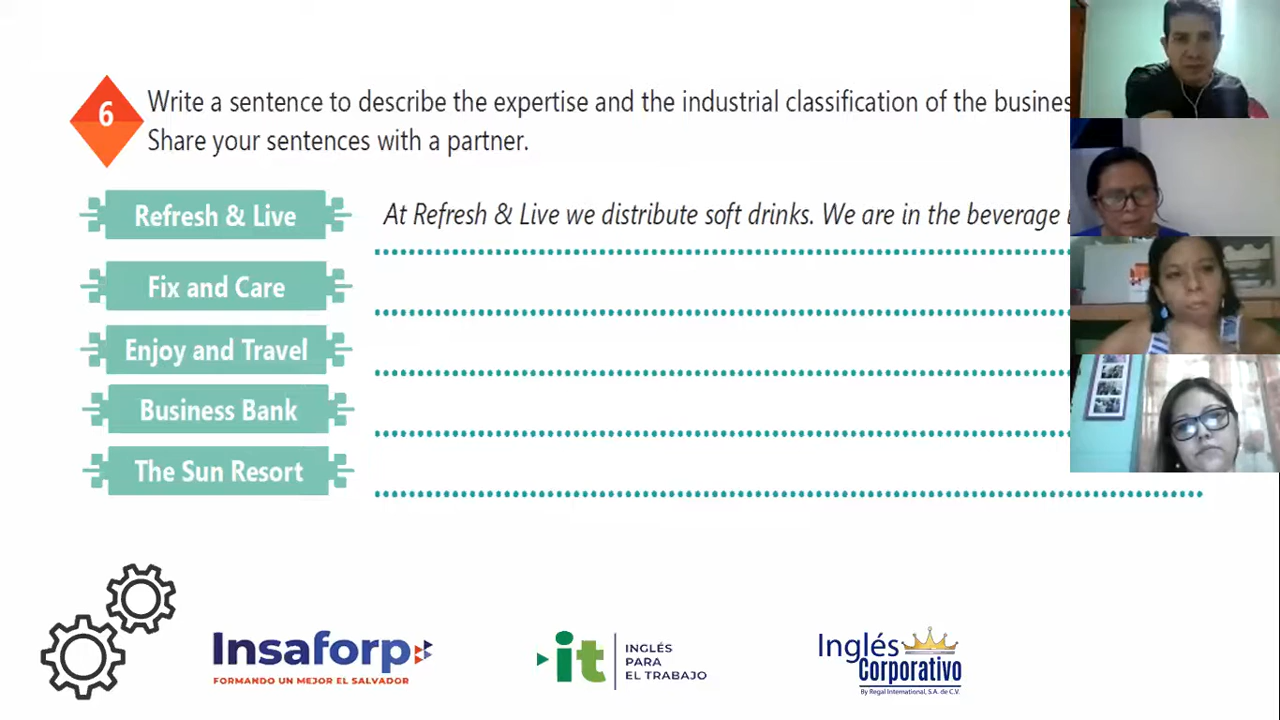 6
Write a sentence to describe the expertise and the industrial classification of the
Share your sentences with a partner.
Refresh & Live
At Refresh & Live we distribute soft drinks. We are in the beverage
Fix and Care
Enjoy and Travel
Business Bank
The Sun Resort
Insaforp
FORMANDO UN MEJOR EL SALVADOR
it
INGLÉS
PARA
EL TRABAJO
Inglés
Corporativo
By Regal International, S.A. de C.V.